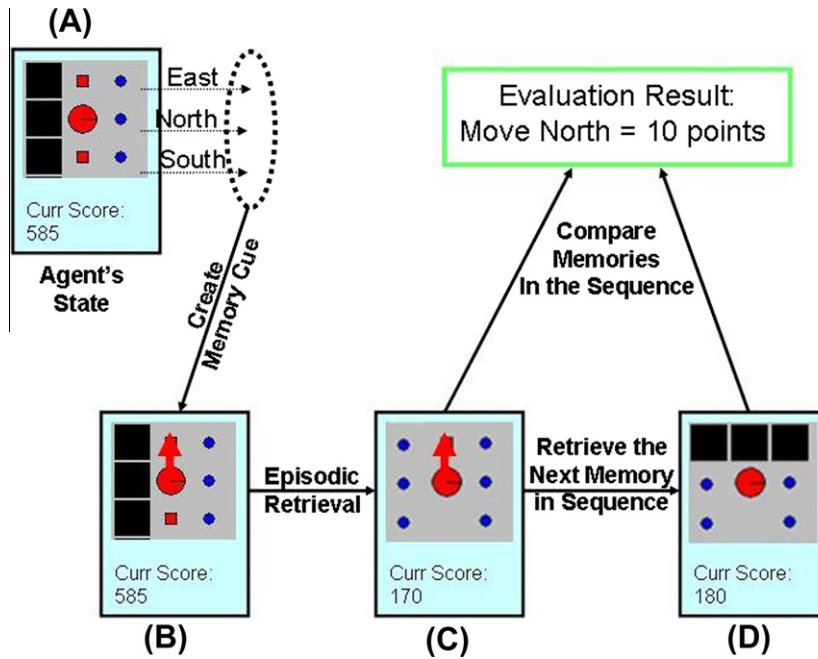 (A)
East
North
South
Curr Score:
585
Agent's
State
Create
Memory Cue
Evaluation Result:
Move North = 10 points
Compare
Memories
In the Sequence
Curr Score:
585
(B)
Episodic
Retrieval
Curr Score:
170
(C)
Retrieve the
Next Memory
in Sequence
Curr Score:
180
(D)